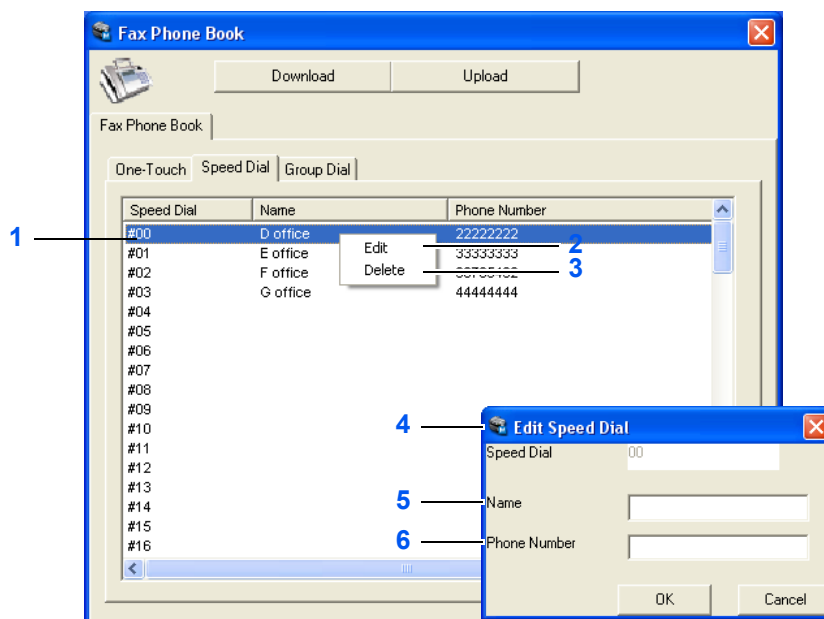 Fax Phone Book
Download Upload
Fax Phone Book
One-Touch Speed Dial Group Dial
Speed Dial Name Phone Number
1 #00 D office 22222222
Edit 2
#01 E office 33333333
Delete 3
#02 F office
#03 G office 44444444
#04
#05
#06
#07
#08
#09
#10
#11
#12
#13
#14
#15
#16
4 Edit Speed Dial
Speed Dial 00
5 Name
6 Phone Number
OK Cancel